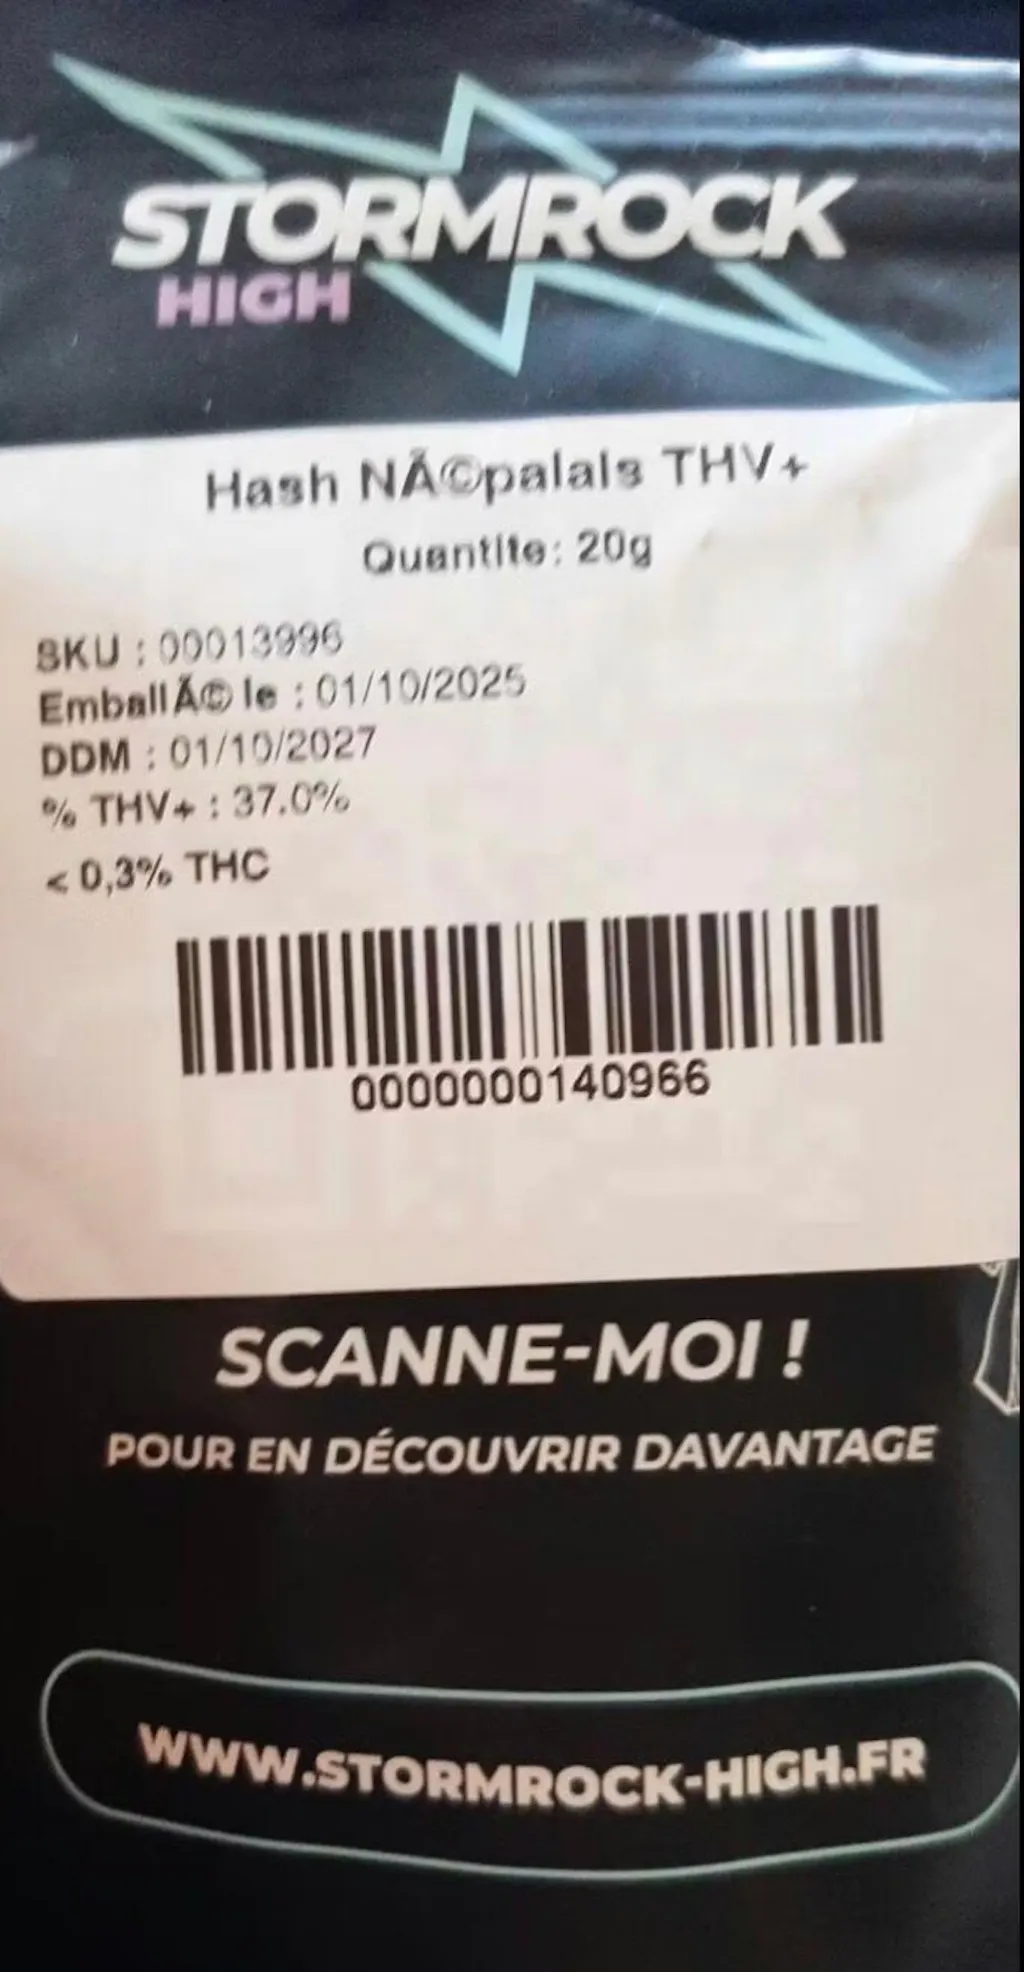 STORMROCK
HIGH
Hash NÃ©palaIs THV+
QuantIte: 20g
SKU : 00013996
EmballÃ© le : 01/10/2025
DDM : 01/10/2027
% THV+ : 37.0%
< 0,3% THC
0000000140966
SCANNE-MOI !
POUR EN DÉCOUVRIR DAVANTAGE
WWW.STORMROCK-HIGH.FR